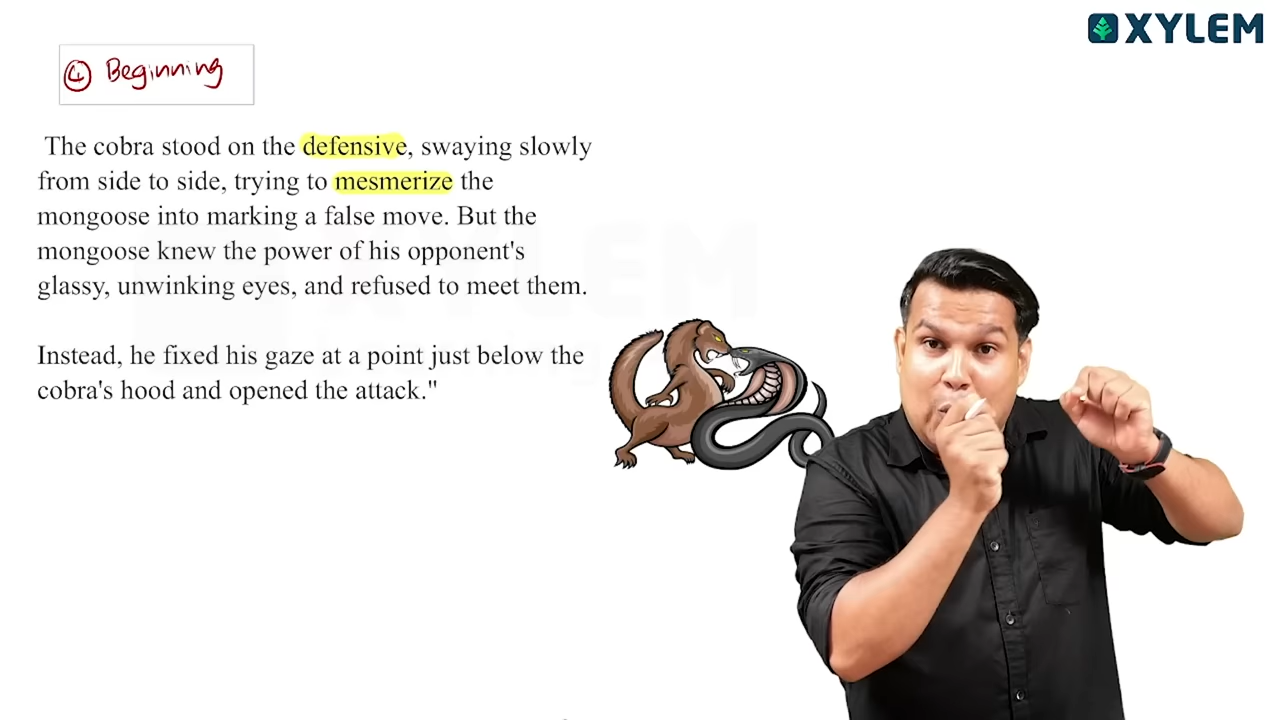 XYLEM
④ Beginning
The cobra stood on the defensive, swaying slowly
from side to side, trying to mesmerize the
mongoose into marking a false move. But the
mongoose knew the power of his opponent's
glassy, unwinking eyes, and refused to meet them.
Instead, he fixed his gaze at a point just below the
cobra's hood and opened the attack."